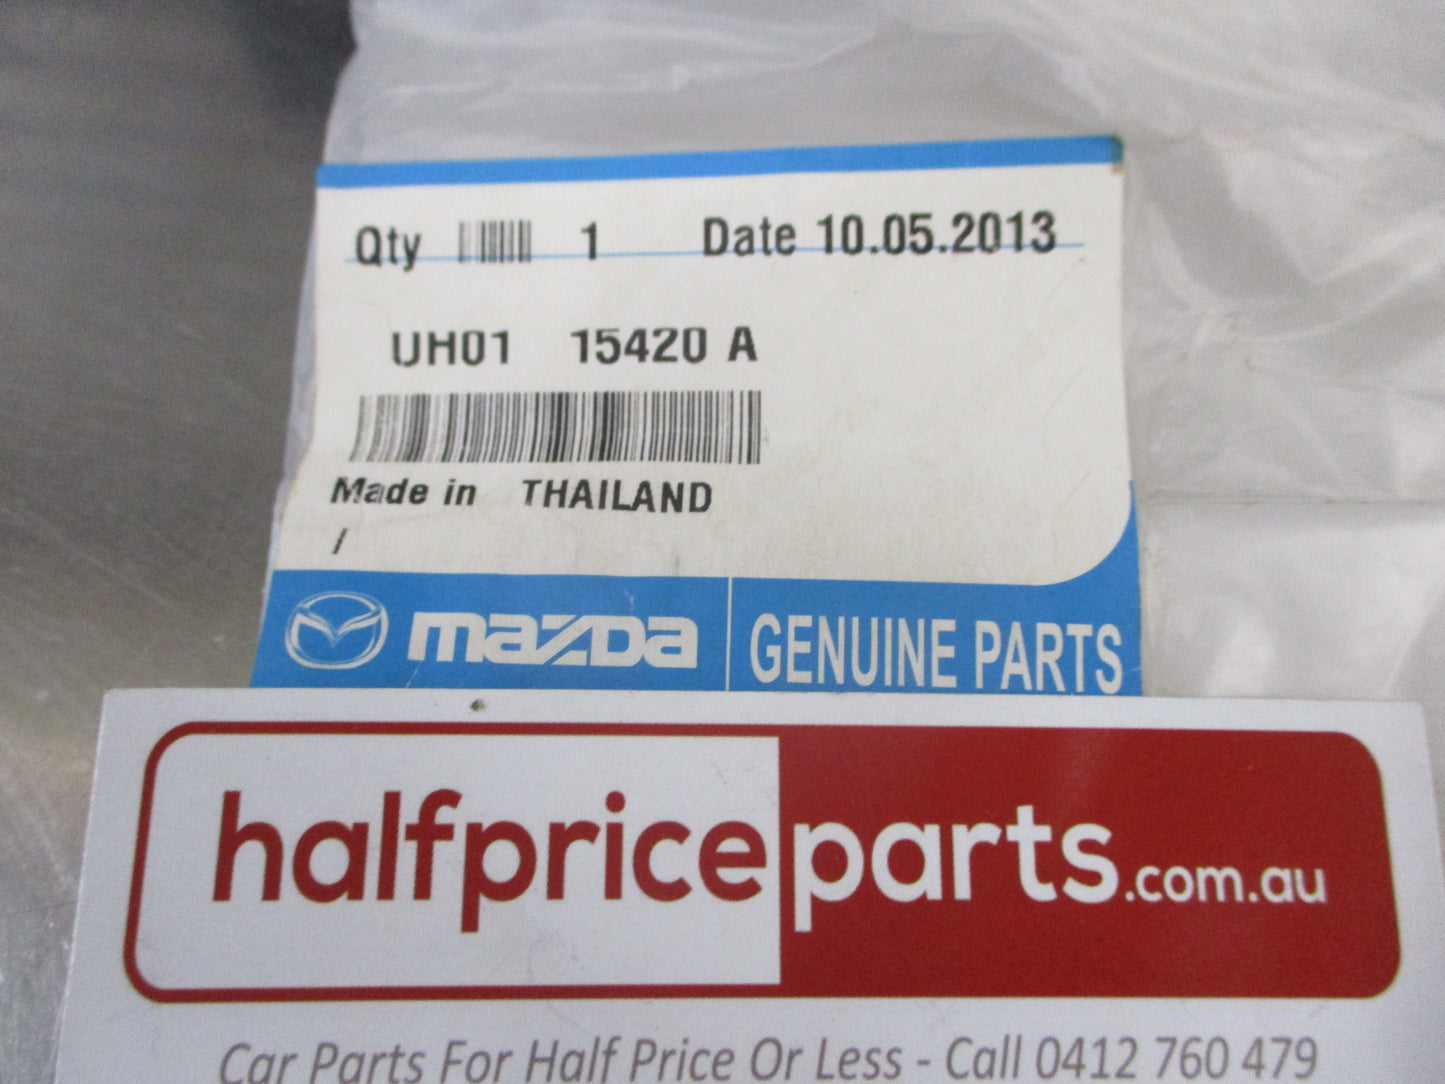 Qty 1 Date 10.05.2013
UH01 15420 A
Made in THAILAND
/
mazda GENUINE PARTS
halfpriceparts.com.au
Car Parts For Half Price Or Less - Call 0412 760 479